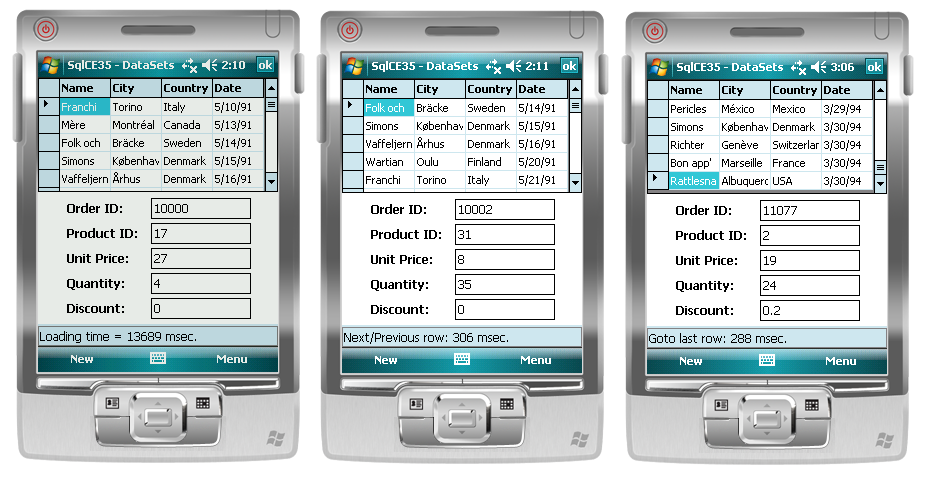 SqlCE35 - DataSets 2:10 ok
Name City Country Date
Franchi Torino Italy 5/10/91
Mère Montréal Canada 5/13/91
Folk och Bräcke Sweden 5/14/91
Simons Københav Denmark 5/15/91
Vaffeljern Århus Denmark 5/16/91
Order ID: 10000
Product ID: 17
Unit Price: 27
Quantity: 4
Discount: 0
Loading time = 13689 msec.
New Menu
SqlCE35 - DataSets 2:11 ok
Name City Country Date
Folk och Bräcke Sweden 5/14/91
Simons Københav Denmark 5/15/91
Vaffeljern Århus Denmark 5/16/91
Wartian Oulu Finland 5/20/91
Franchi Torino Italy 5/21/91
Order ID: 10002
Product ID: 31
Unit Price: 8
Quantity: 35
Discount: 0
Next/Previous row: 306 msec.
New Menu
SqlCE35 - DataSets 3:06 ok
Name City Country Date
Pericles México Mexico 3/29/94
Simons Københav Denmark 3/30/94
Richter Genève Switzerlar 3/30/94
Bon app' Marseille France 3/30/94
Rattlesna Albuquerc USA 3/30/94
Order ID: 11077
Product ID: 2
Unit Price: 19
Quantity: 24
Discount: 0.2
Goto last row: 288 msec.
New Menu